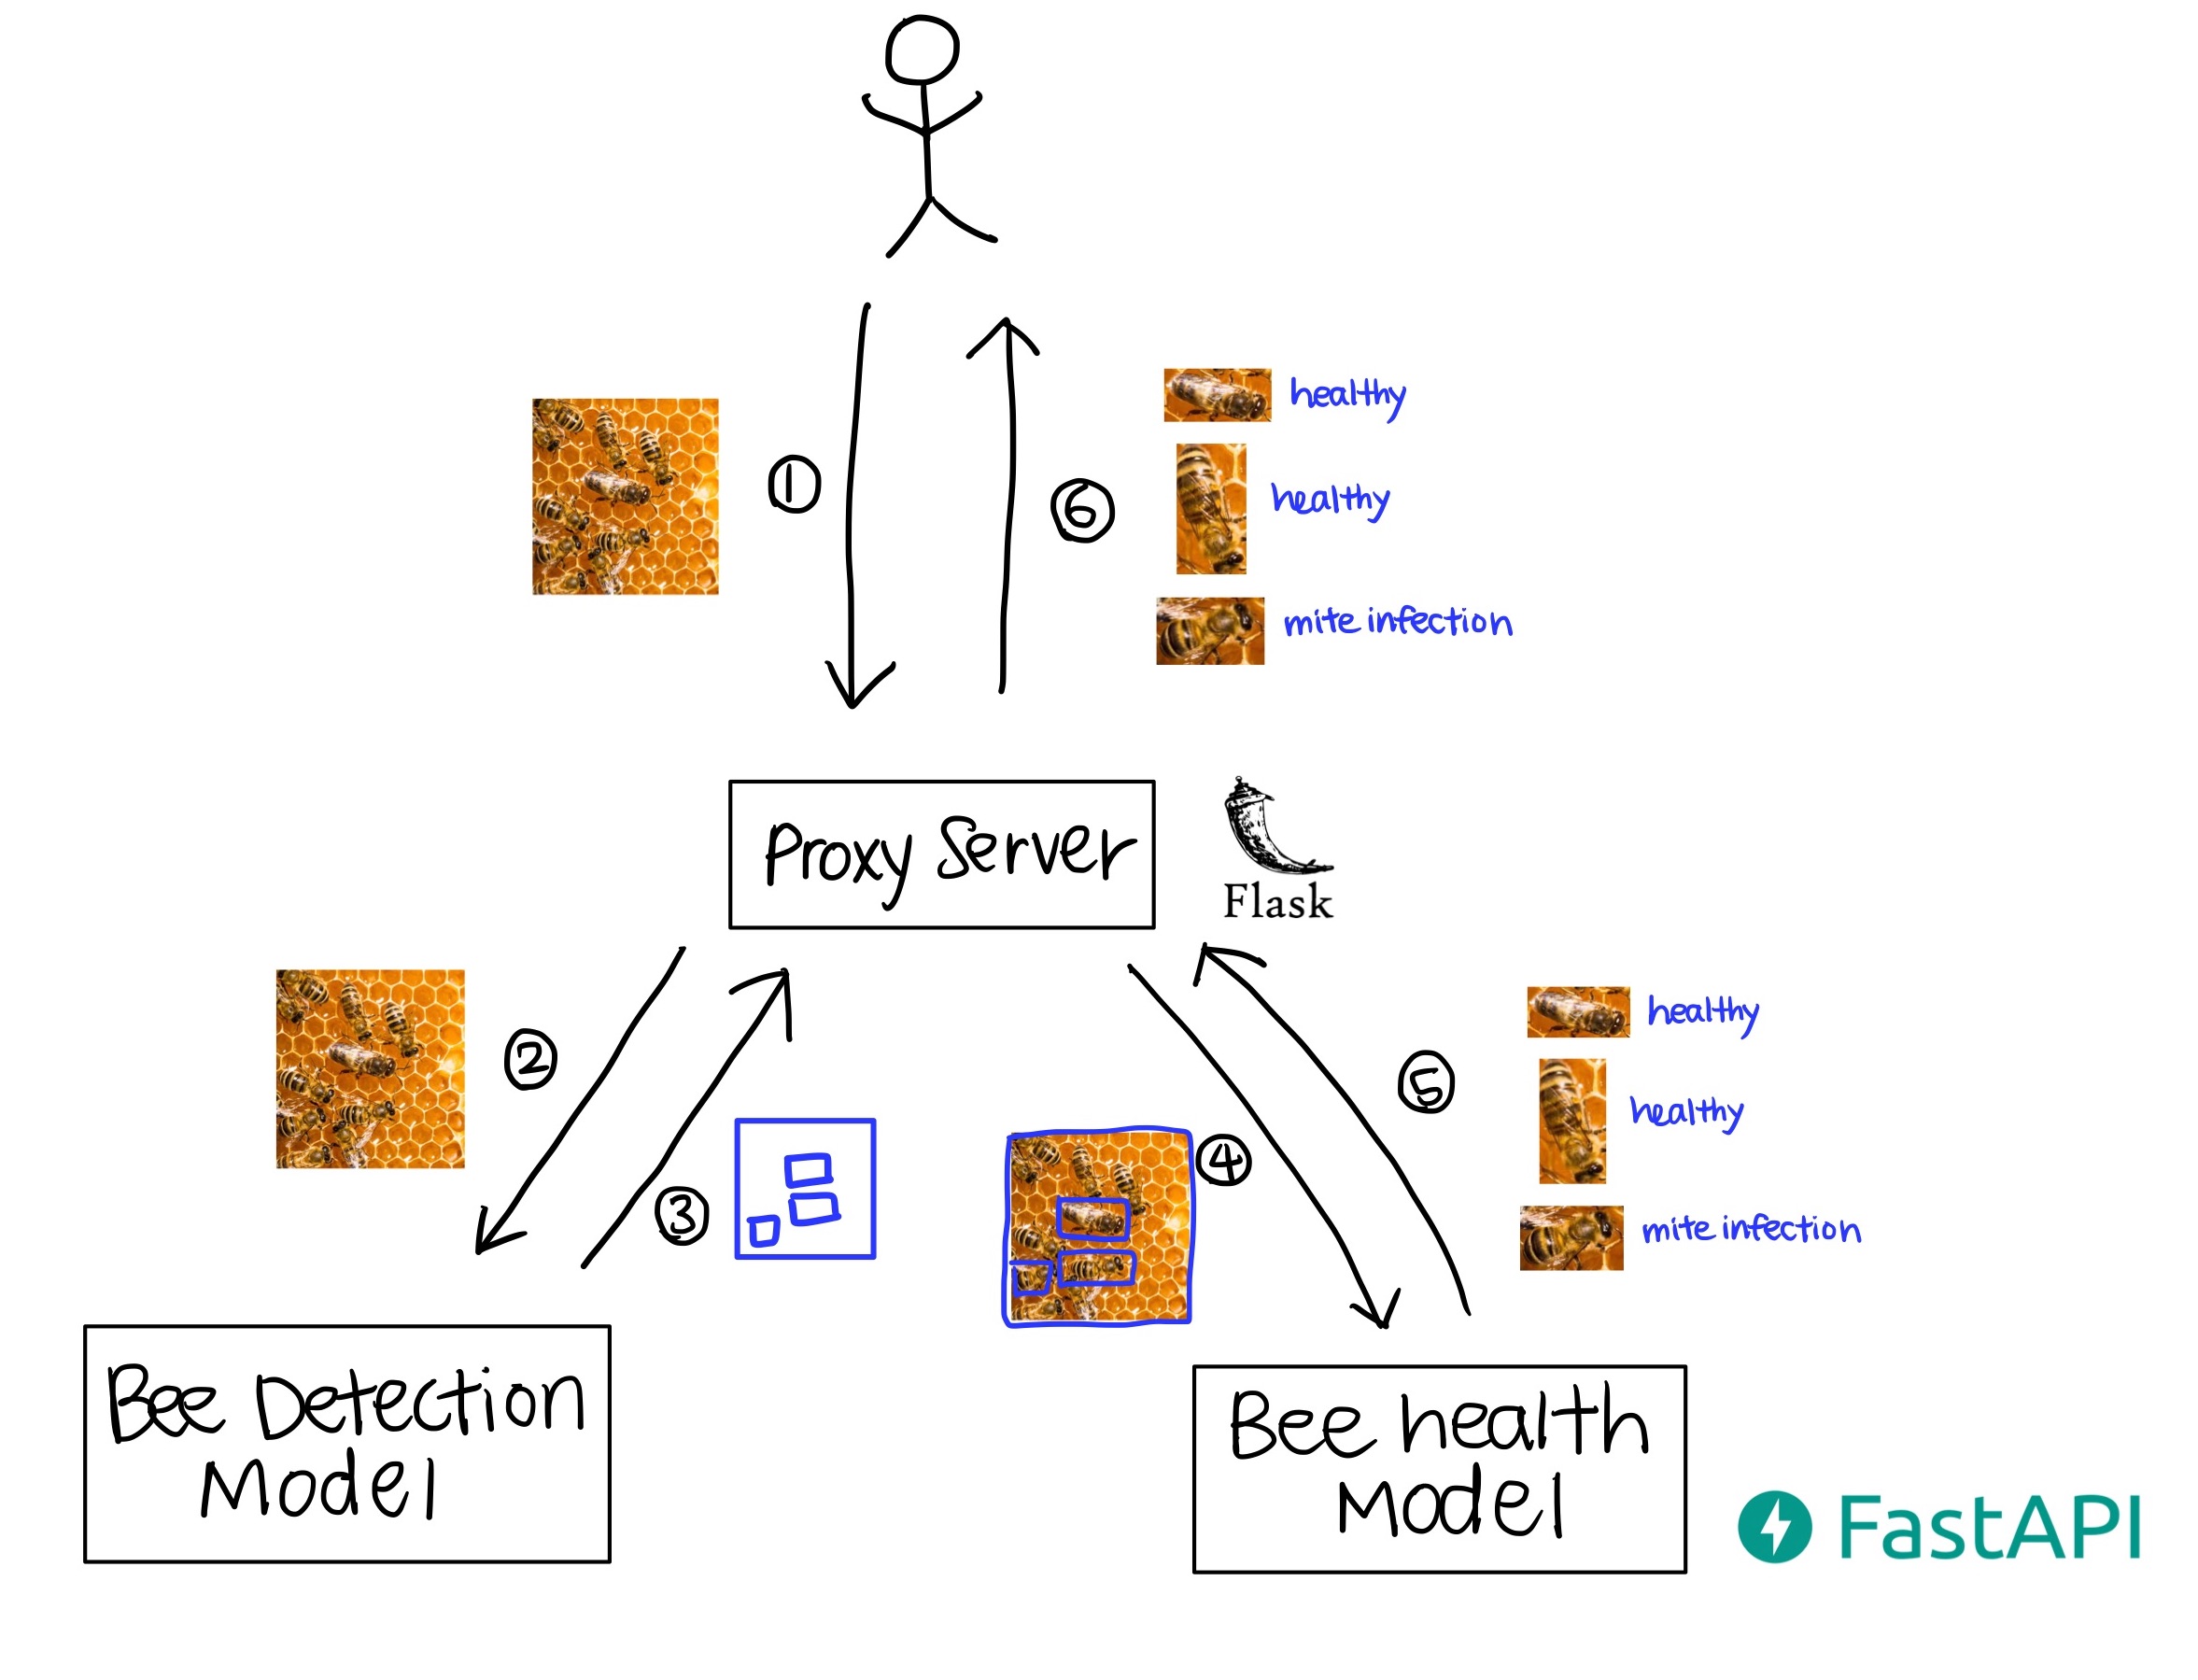 1
6
healthy
healthy
mite infection
Proxy Server
Flask
2
3
4
5
healthy
healthy
mite infection
Bee Detection
Model
Bee health
Model
FastAPI